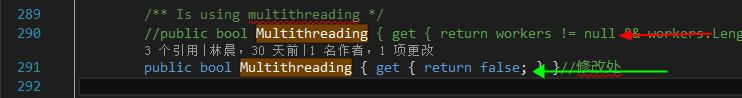 289 /** Is using multithreading */
290 //public bool Multithreading { get { return workers != null && workers.Leng
3 个引用|林晨，30 天前|1 名作者，1 项更改
291 public bool Multithreading { get { return false; } }//修改处
292